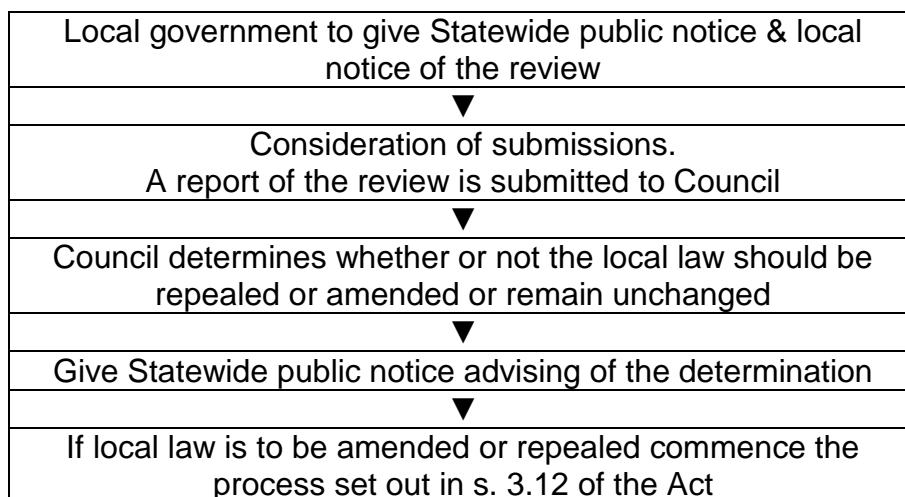 Local government to give Statewide public notice & local
notice of the review
▼
Consideration of submissions.
A report of the review is submitted to Council
▼
Council determines whether or not the local law should be
repealed or amended or remain unchanged
▼
Give Statewide public notice advising of the determination
▼
If local law is to be amended or repealed commence the
process set out in s. 3.12 of the Act